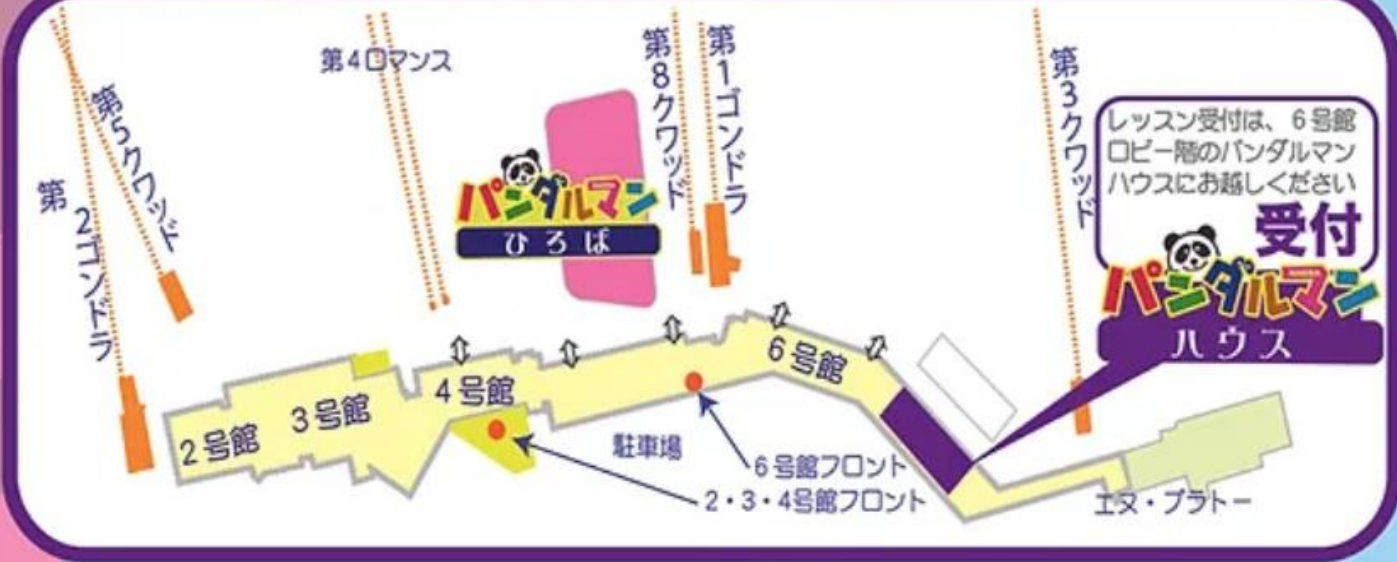 第5クワッド
第2ゴンドラ
第4ロマンス
第8クワッド
第1ゴンドラ
第3クワッド
パンダルマン
ひろば
レッスン受付は、6号館
ロビー階のパンダルマン
ハウスにお越しください
受付
パンダルマン
ハウス
2号館
3号館
4号館
6号館
駐車場
6号館フロント
2・3・4号館フロント
エヌ・プラトー